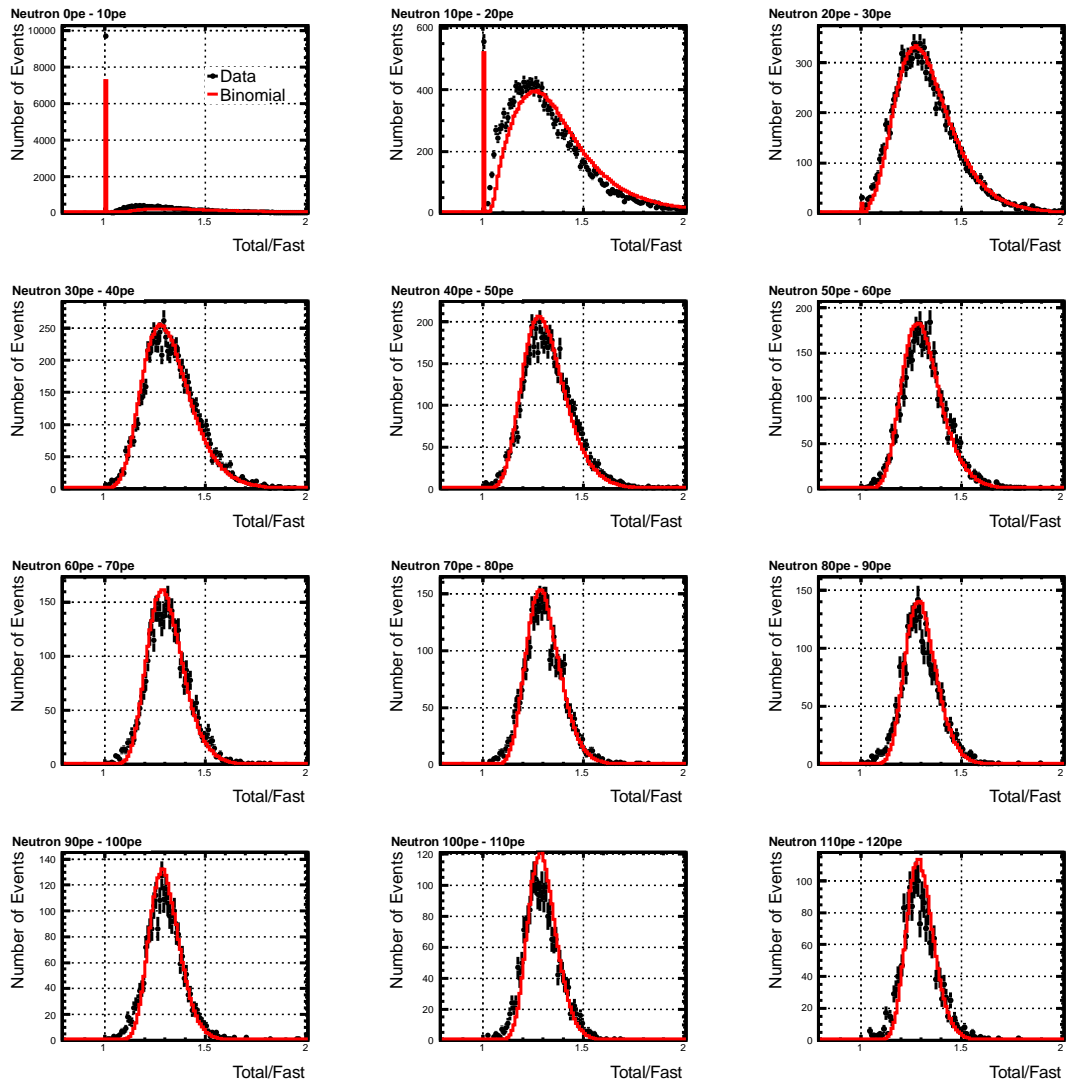 Neutron 0pe - 10pe
Number of Events
10000
8000
6000
4000
2000
0
1
1.5
2
Data
Binomial
Total/Fast
Neutron 10pe - 20pe
Number of Events
600
400
200
0
1
1.5
2
Total/Fast
Neutron 20pe - 30pe
Number of Events
300
200
100
0
1
1.5
2
Total/Fast
Neutron 30pe - 40pe
Number of Events
250
200
150
100
50
0
1
1.5
2
Total/Fast
Neutron 40pe - 50pe
Number of Events
200
150
100
50
0
1
1.5
2
Total/Fast
Neutron 50pe - 60pe
Number of Events
200
150
100
50
0
1
1.5
2
Total/Fast
Neutron 60pe - 70pe
Number of Events
150
100
50
0
1
1.5
2
Total/Fast
Neutron 70pe - 80pe
Number of Events
150
100
50
0
1
1.5
2
Total/Fast
Neutron 80pe - 90pe
Number of Events
150
100
50
0
1
1.5
2
Total/Fast
Neutron 90pe - 100pe
Number of Events
140
120
100
80
60
40
20
0
1
1.5
2
Total/Fast
Neutron 100pe - 110pe
Number of Events
120
100
80
60
40
20
0
1
1.5
2
Total/Fast
Neutron 110pe - 120pe
Number of Events
100
80
60
40
20
0
1
1.5
2
Total/Fast